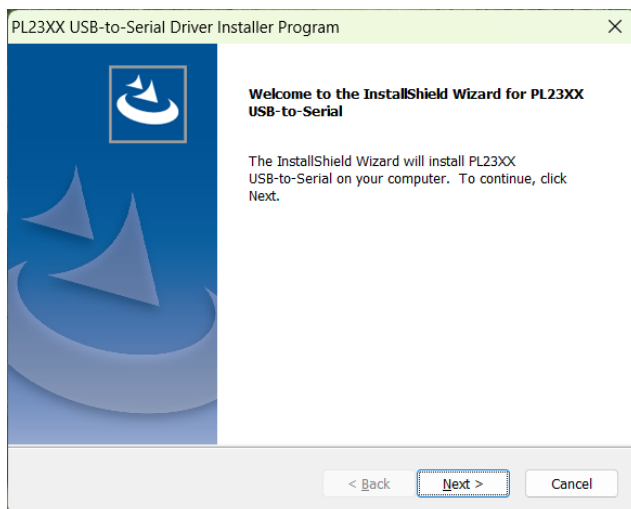 PL23XX USB-to-Serial Driver Installer Program
Welcome to the InstallShield Wizard for PL23XX
USB-to-Serial
The InstallShield Wizard will install PL23XX
USB-to-Serial on your computer. To continue, click
Next.
< Back Next > Cancel